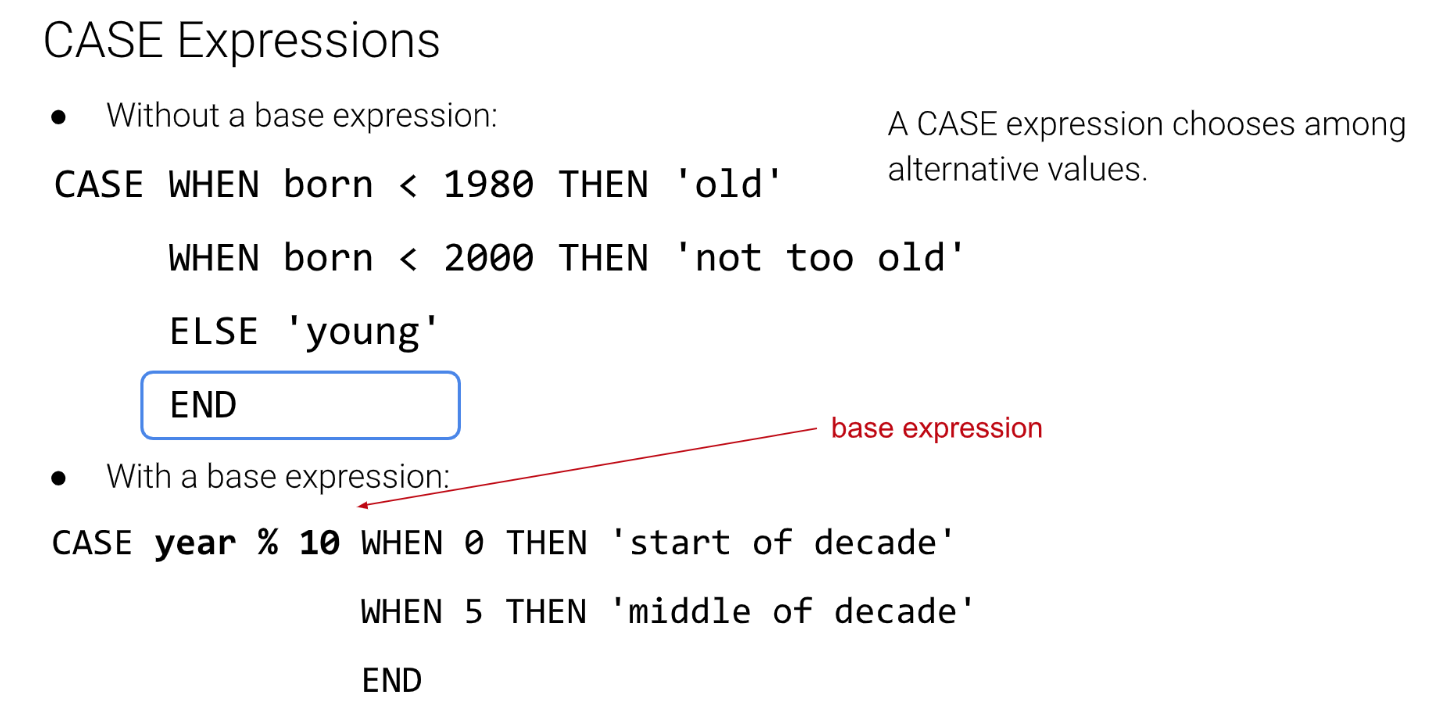 CASE Expressions
● Without a base expression:
A CASE expression chooses among
alternative values.
CASE WHEN born < 1980 THEN 'old'
WHEN born < 2000 THEN 'not too old'
ELSE 'young'
END
base expression
● With a base expression:
CASE year % 10 WHEN 0 THEN 'start of decade'
WHEN 5 THEN 'middle of decade'
END